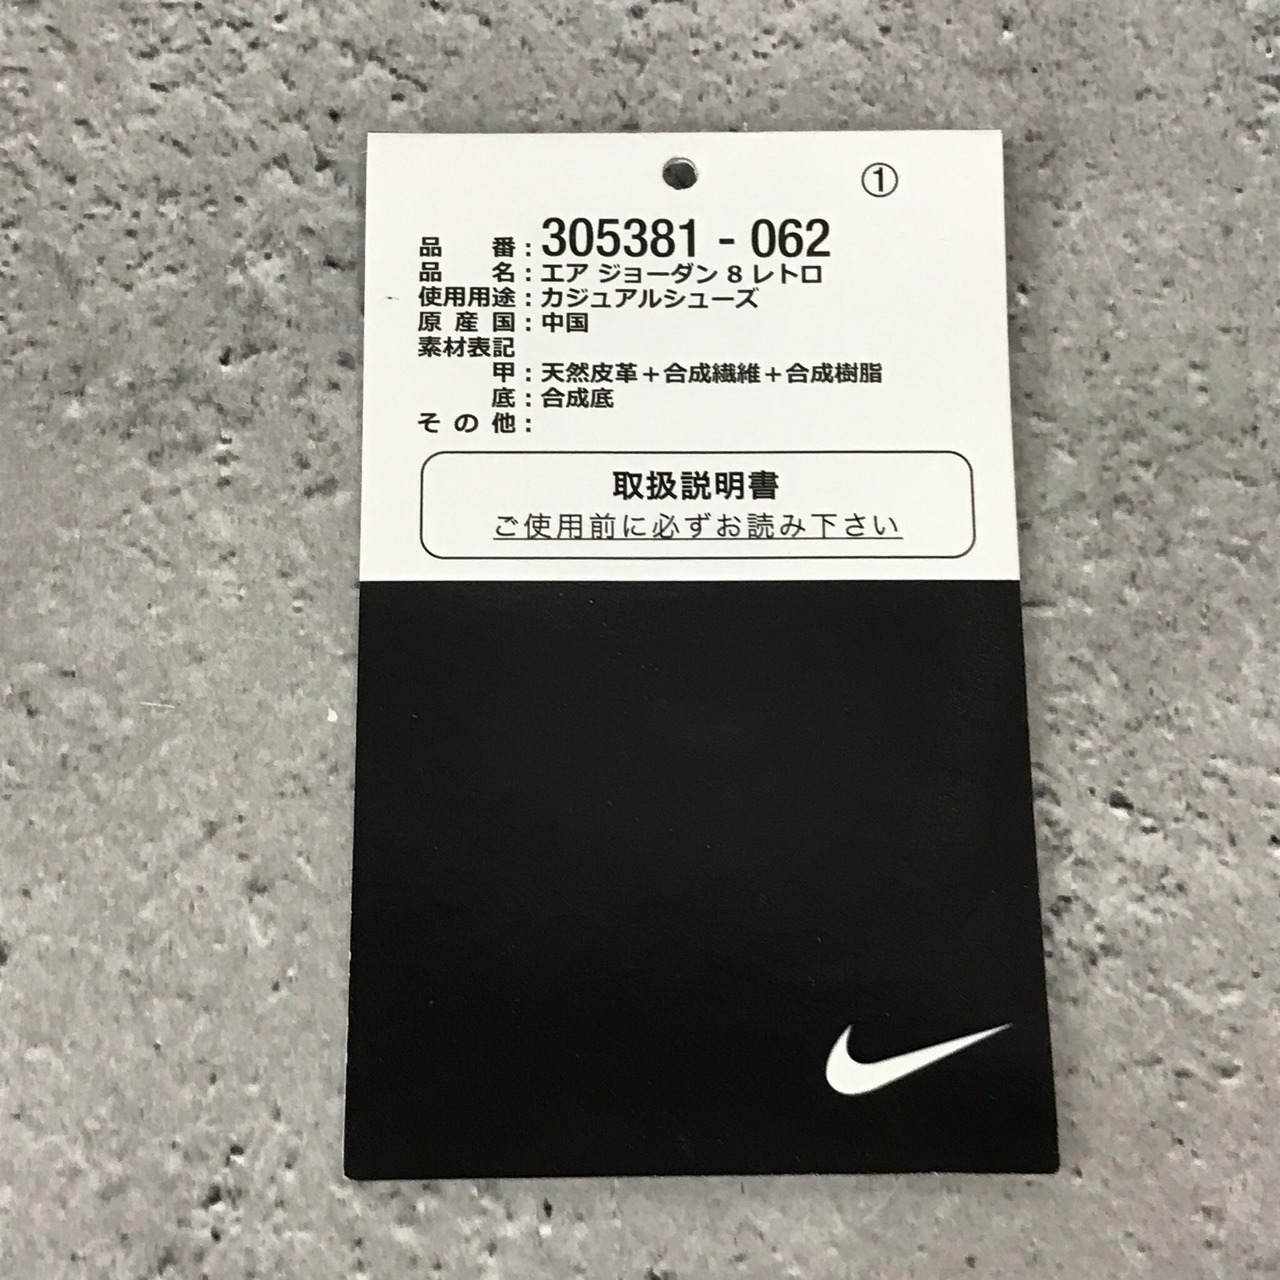 ①
品番：305381 - 062
品名：エア ジョーダン 8 レトロ
使用用途：カジュアルシューズ
原産国：中国
素材表記
甲：天然皮革＋合成繊維＋合成樹脂
底：合成底
その他：
取扱説明書
ご使用前に必ずお読み下さい